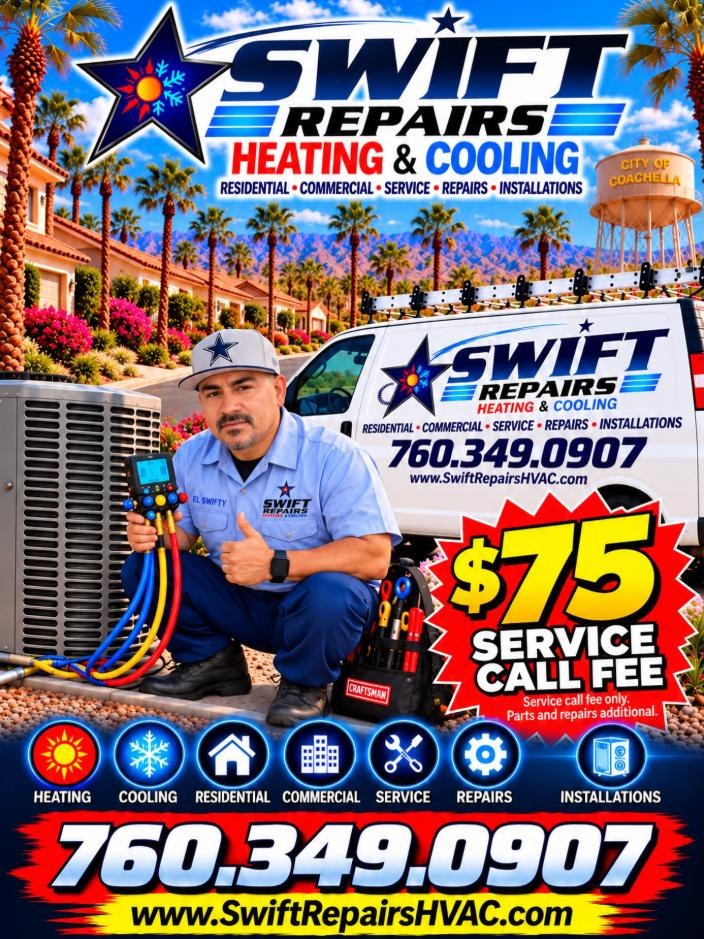 SWIFT
REPAIRS
HEATING & COOLING
RESIDENTIAL • COMMERCIAL • SERVICE • REPAIRS • INSTALLATIONS
CITY OF
COACHELLA
SWIFT
REPAIRS
HEATING & COOLING
RESIDENTIAL • COMMERCIAL • SERVICE • REPAIRS • INSTALLATIONS
760.349.0907
www.SwiftRepairsHVAC.com
EL SWIFTY
SWIFT
REPAIRS
HEATING & COOLING
CRAFTSMAN
$75
SERVICE
CALL FEE
Service call fee only.
Parts and repairs additional.
HEATING COOLING RESIDENTIAL COMMERCIAL SERVICE REPAIRS INSTALLATIONS
760.349.0907
www.SwiftRepairsHVAC.com